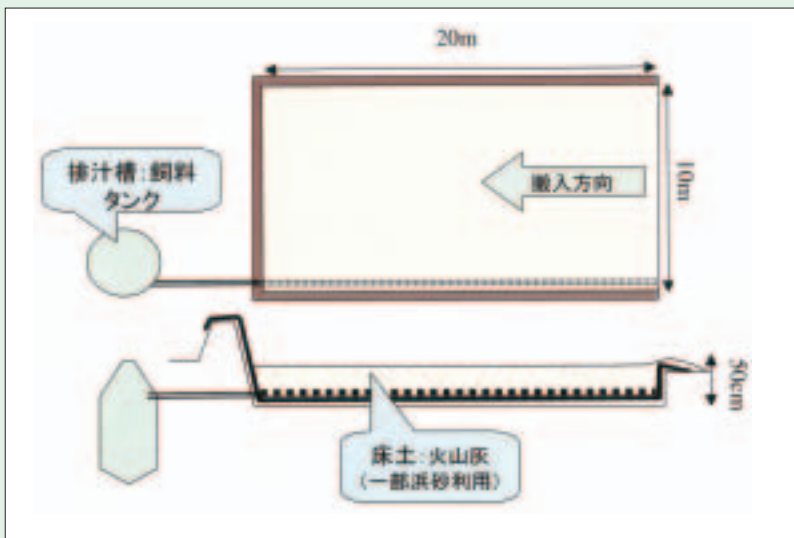 20m
排汁槽:飼料
タンク
搬入方向
10m
50cm
床土:火山灰
(一部浜砂利用)